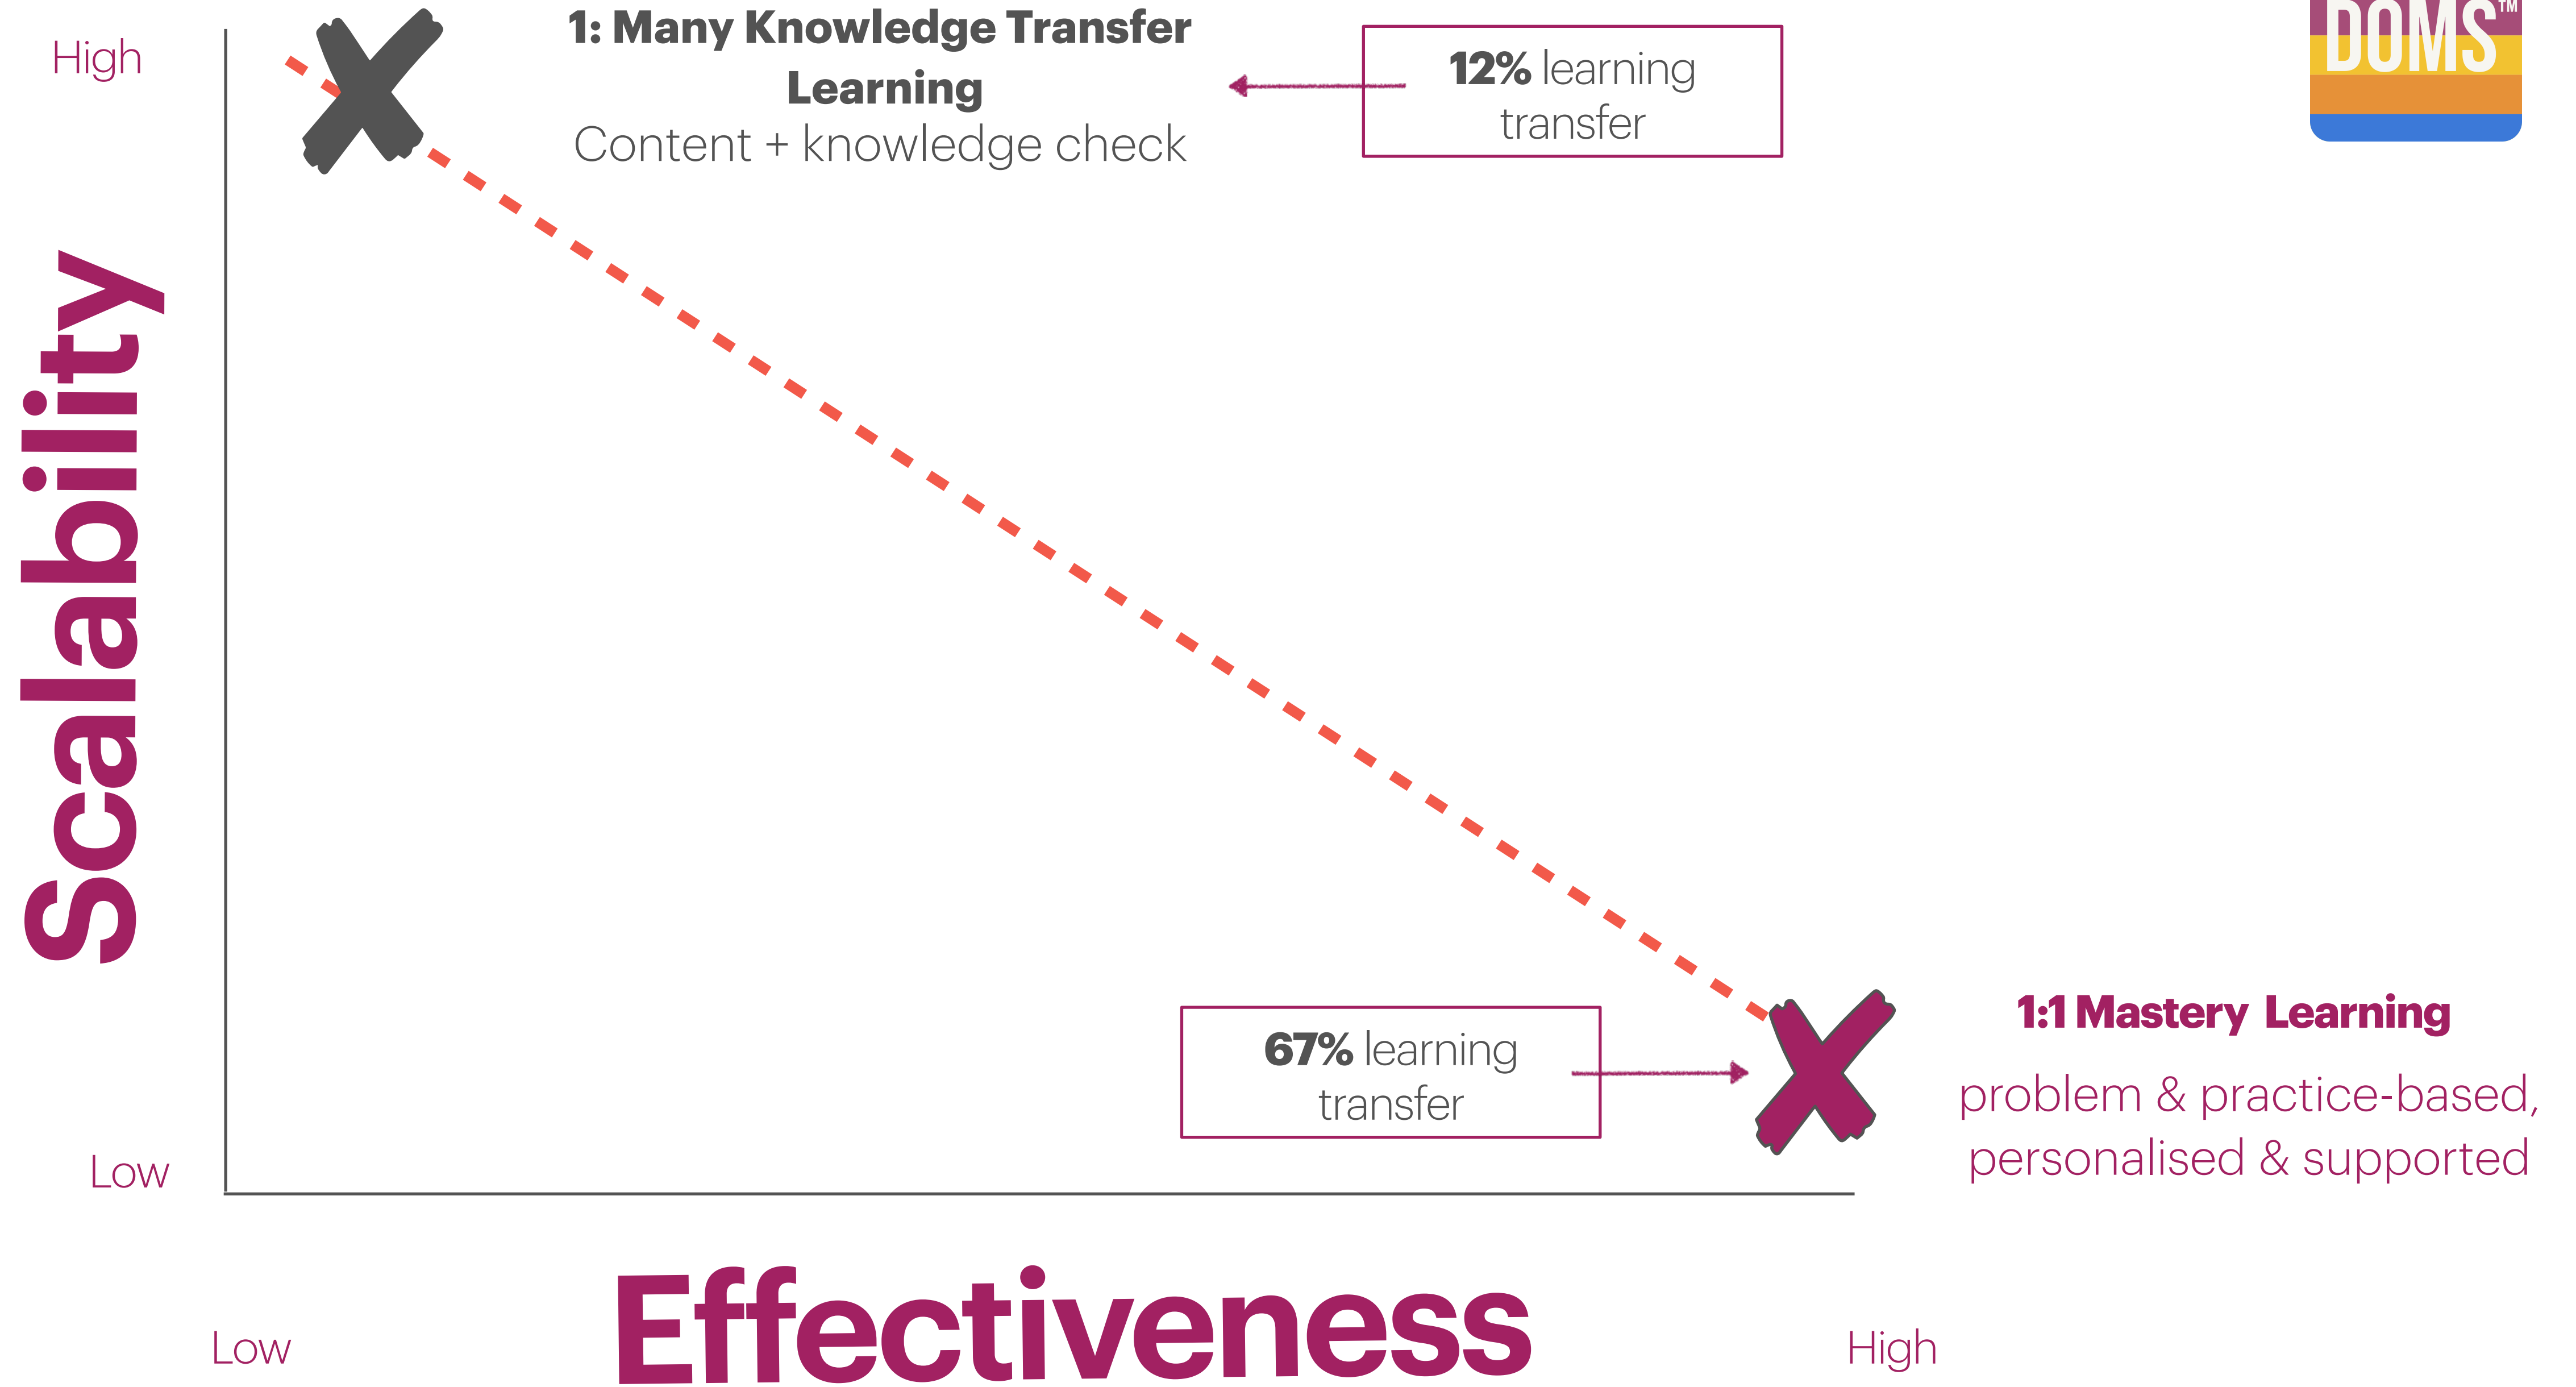 High
1: Many Knowledge Transfer
Learning
Content + knowledge check
12% learning
transfer
DOMS™
Scalability
67% learning
transfer
1:1 Mastery Learning
problem & practice-based,
personalised & supported
Low
Low
Effectiveness
High